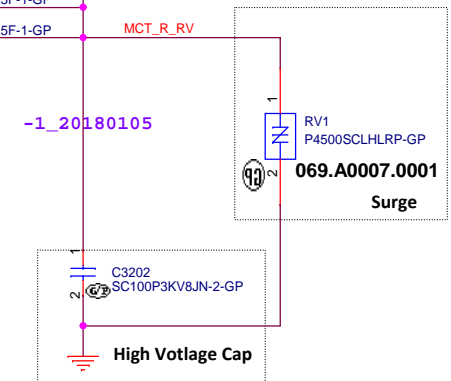 5F-1-GP
5F-1-GP
MCT_R_RV
-1_20180105
1
RV1
P4500SCLHLRP-GP
2
069.A0007.0001
Surge
1
C3202
2
SC100P3KV8JN-2-GP
High Votlage Cap